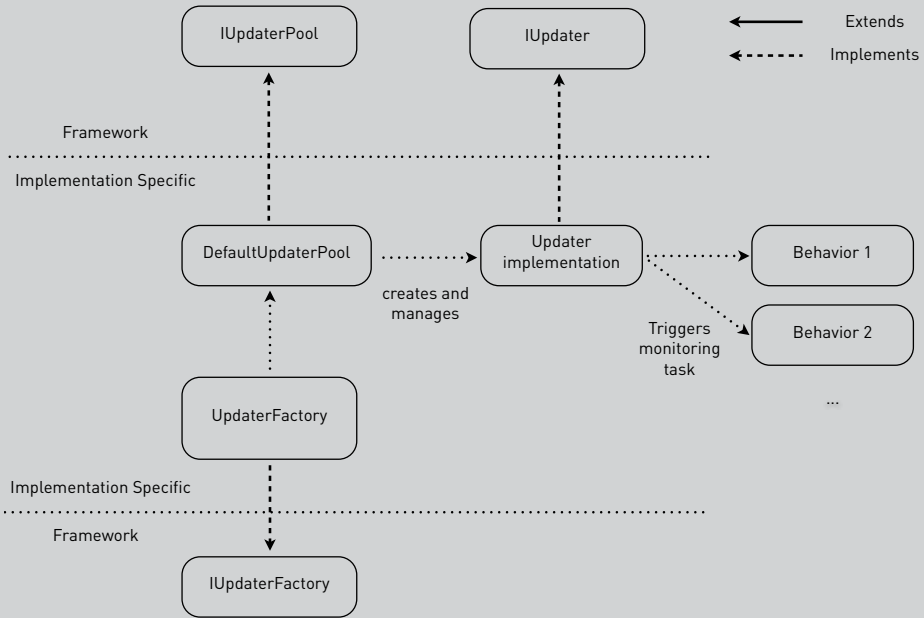 IUpdaterPool
IUpdater
Extends
Implements
Framework
Implementation Specific
DefaultUpdaterPool
Updater
implementation
Behavior 1
creates and
manages
Behavior 2
Triggers
monitoring
task
...
UpdaterFactory
Implementation Specific
Framework
IUpdaterFactory